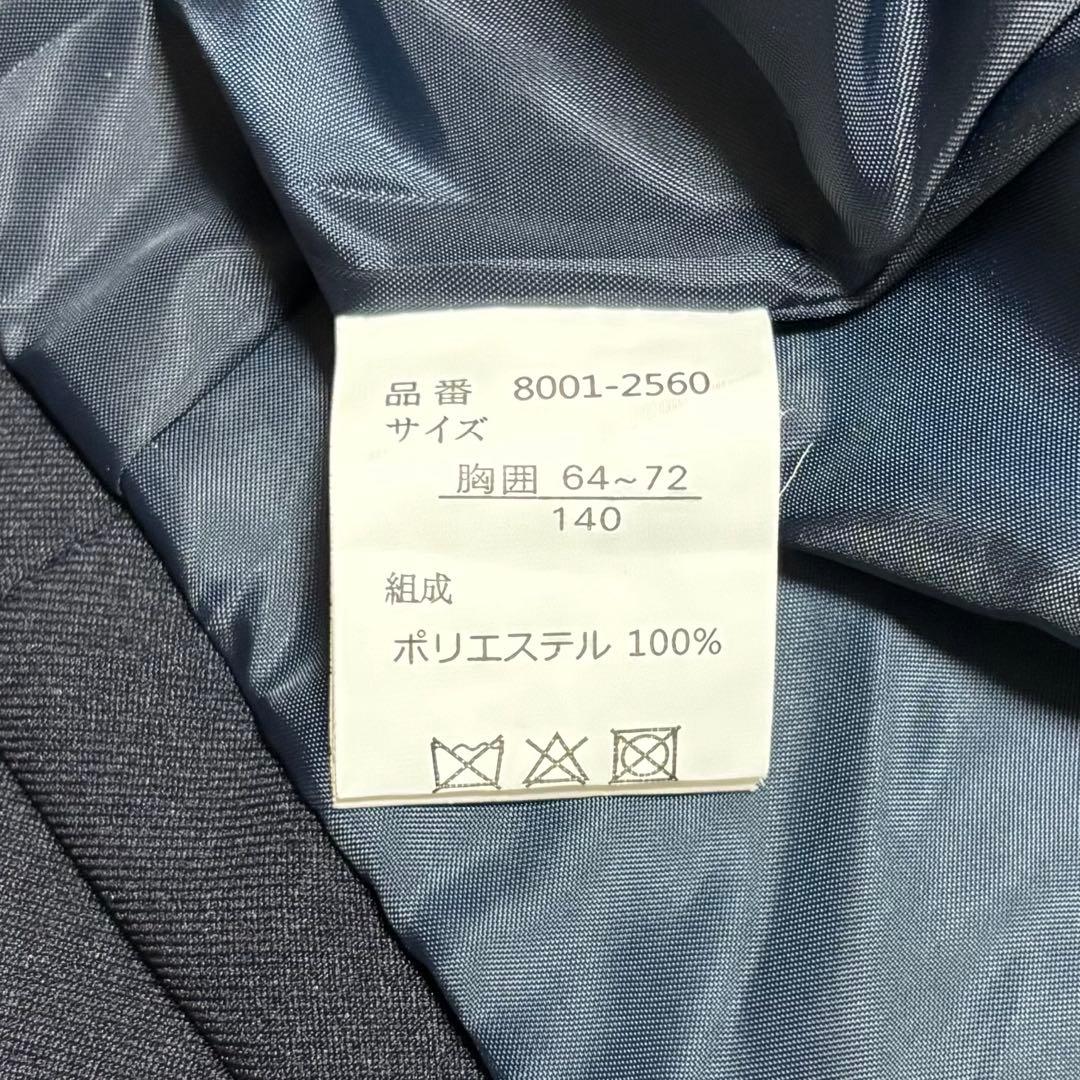 品番 8001-2560
サイズ
胸囲 64~72
140
組成
ポリエステル 100%